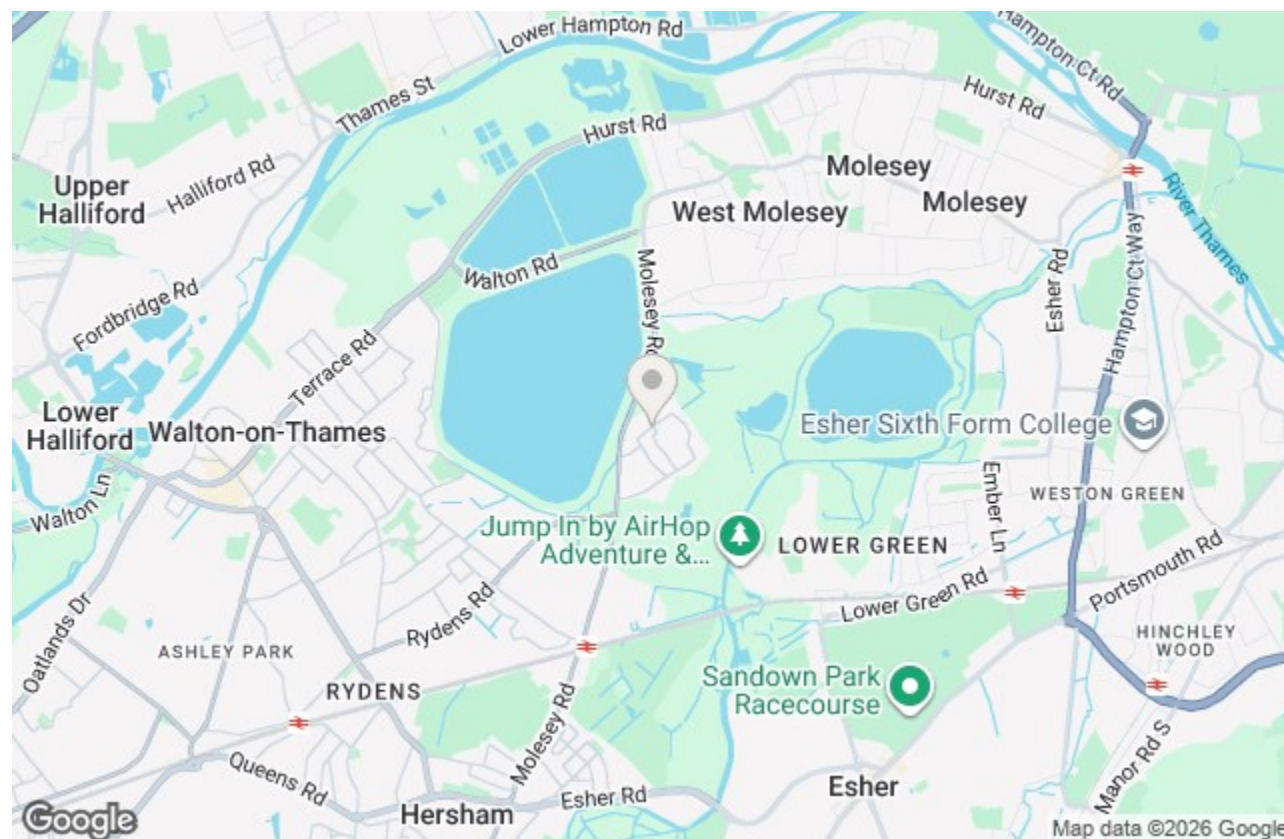 Lower Hampton Rd
Hampton Ct Rd
Thames St
Hurst Rd
Hurst Rd
Halliford Rd
Upper
Halliford
Molesey
Molesey
West Molesey
River Thames
Walton Rd
Molesey Rd
Fordbridge Rd
Esher Rd
Hampton Ct Way
Terrace Rd
Lower
Halliford
Walton-on-Thames
Esher Sixth Form College
Walton Ln
Ember Ln
WESTON GREEN
Jump In by AirHop
Adventure &...
LOWER GREEN
Portsmouth Rd
Lower Green Rd
Oatlands Dr
Rydens Rd
ASHLEY PARK
HINCHLEY
WOOD
RYDENS
Sandown Park
Racecourse
Molesey Rd
Queens Rd
Manor Rd S
Esher
Esher Rd
Hersham
Google
Map data ©2026 Google